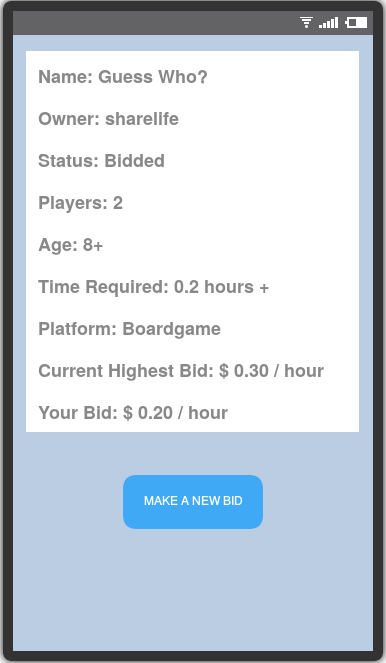 Name: Guess Who?
Owner: sharelife
Status: Bidded
Players: 2
Age: 8+
Time Required: 0.2 hours +
Platform: Boardgame
Current Highest Bid: $ 0.30 / hour
Your Bid: $ 0.20 / hour
MAKE A NEW BID